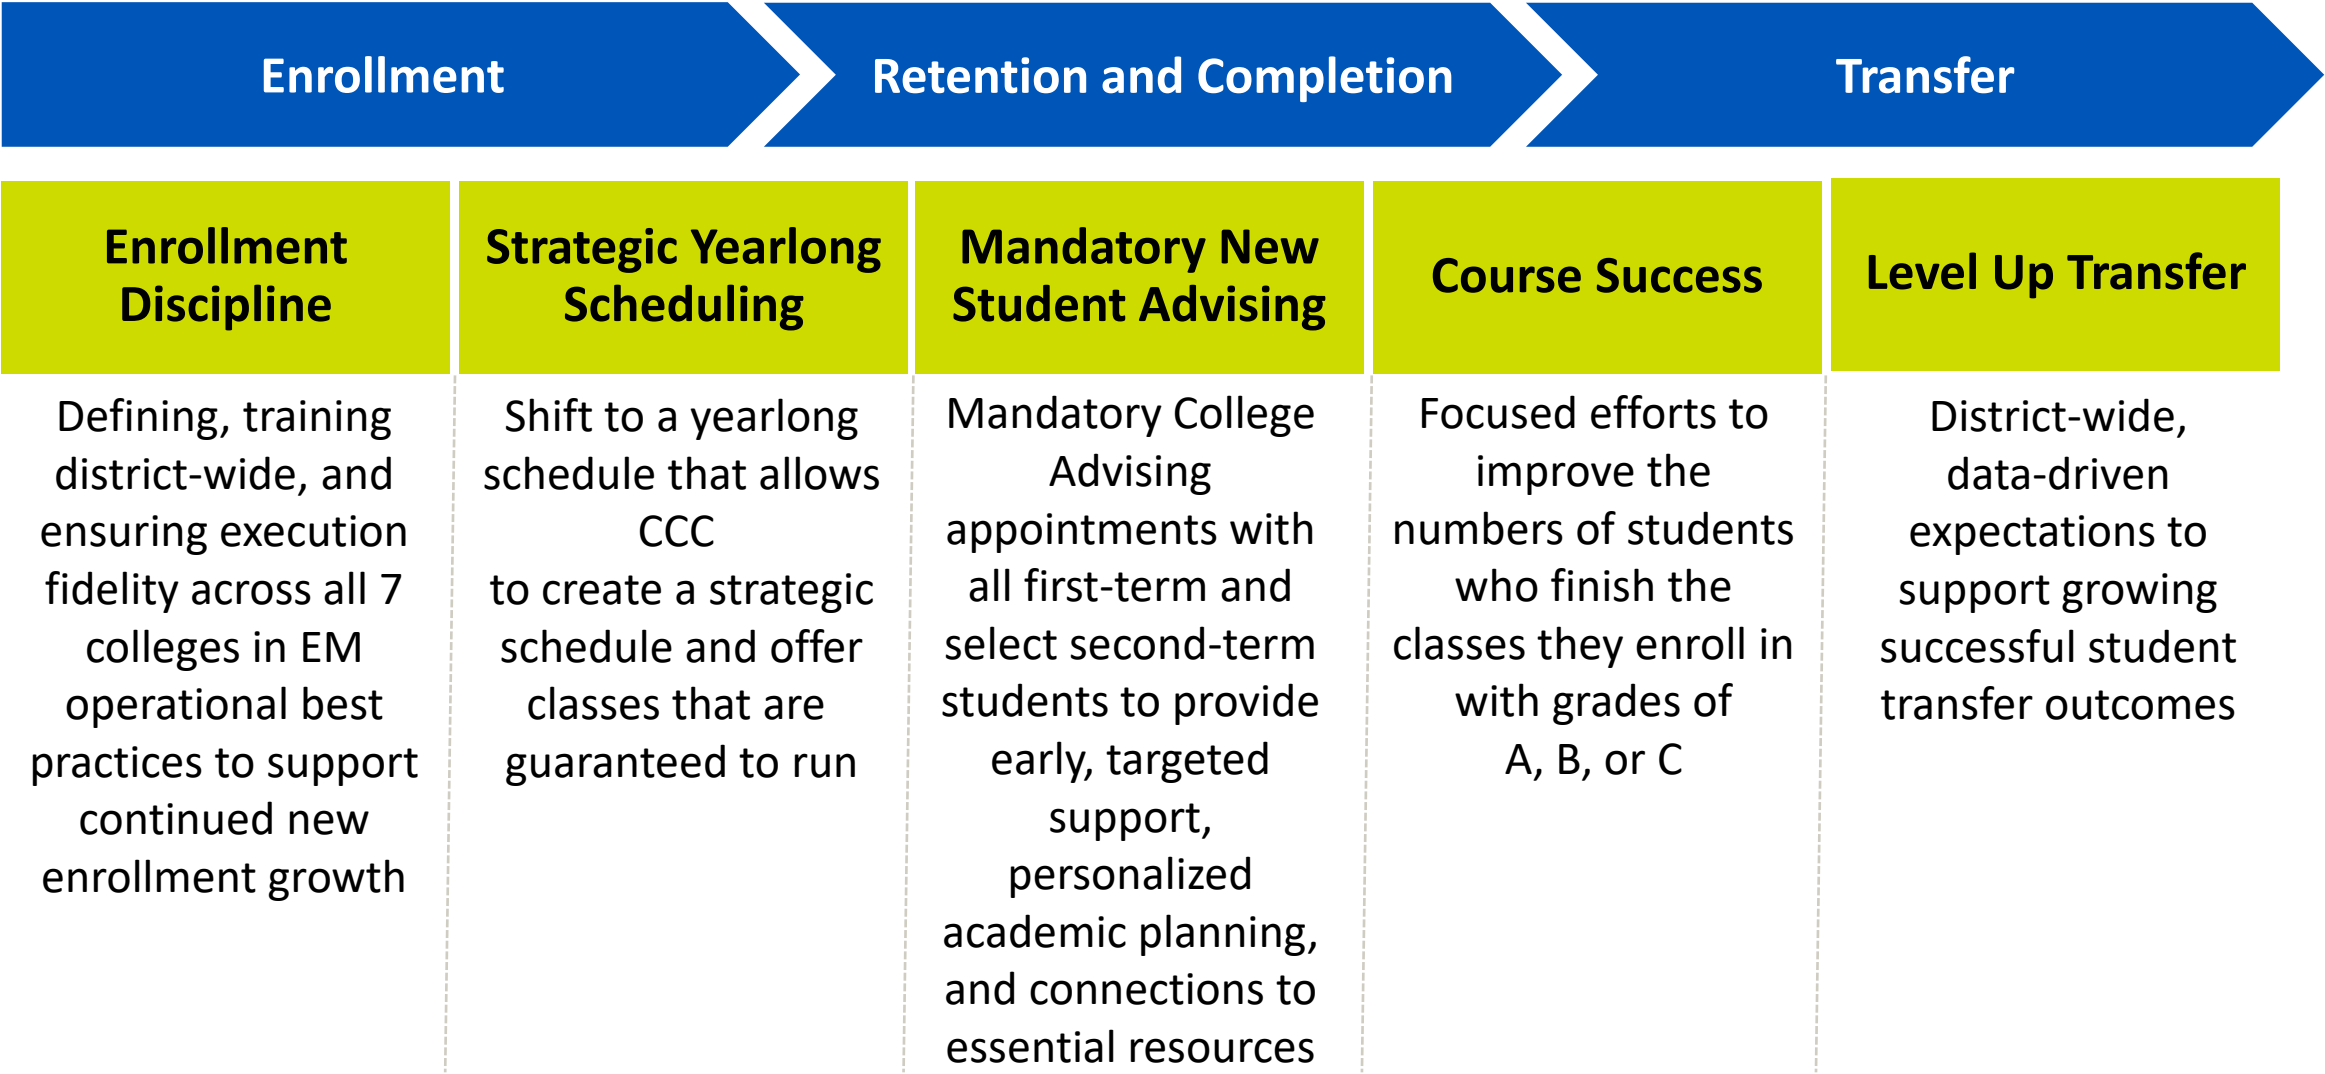 Enrollment
Retention and Completion
Transfer
Enrollment
Discipline
Strategic Yearlong
Scheduling
Mandatory New
Student Advising
Course Success
Level Up Transfer
Defining, training
district-wide, and
ensuring execution
fidelity across all 7
colleges in EM
operational best
practices to support
continued new
enrollment growth
Shift to a yearlong
schedule that allows
CCC
to create a strategic
schedule and offer
classes that are
guaranteed to run
Mandatory College
Advising
appointments with
all first-term and
select second-term
students to provide
early, targeted
support,
personalized
academic planning,
and connections to
essential resources
Focused efforts to
improve the
numbers of students
who finish the
classes they enroll in
with grades of
A, B, or C
District-wide,
data-driven
expectations to
support growing
successful student
transfer outcomes